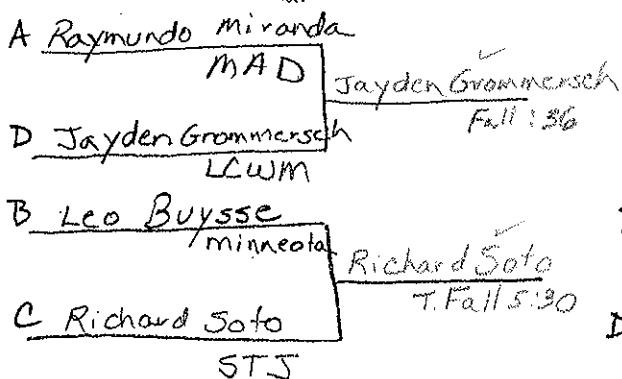 A Raymundo Miranda
MAD
Jayden Grommersch
Fall :36
D Jayden Grommersch
LCWM
B Leo Buysse
minneota
Richard Soto
T. Fall 5:30
C Richard Soto
STJ
D